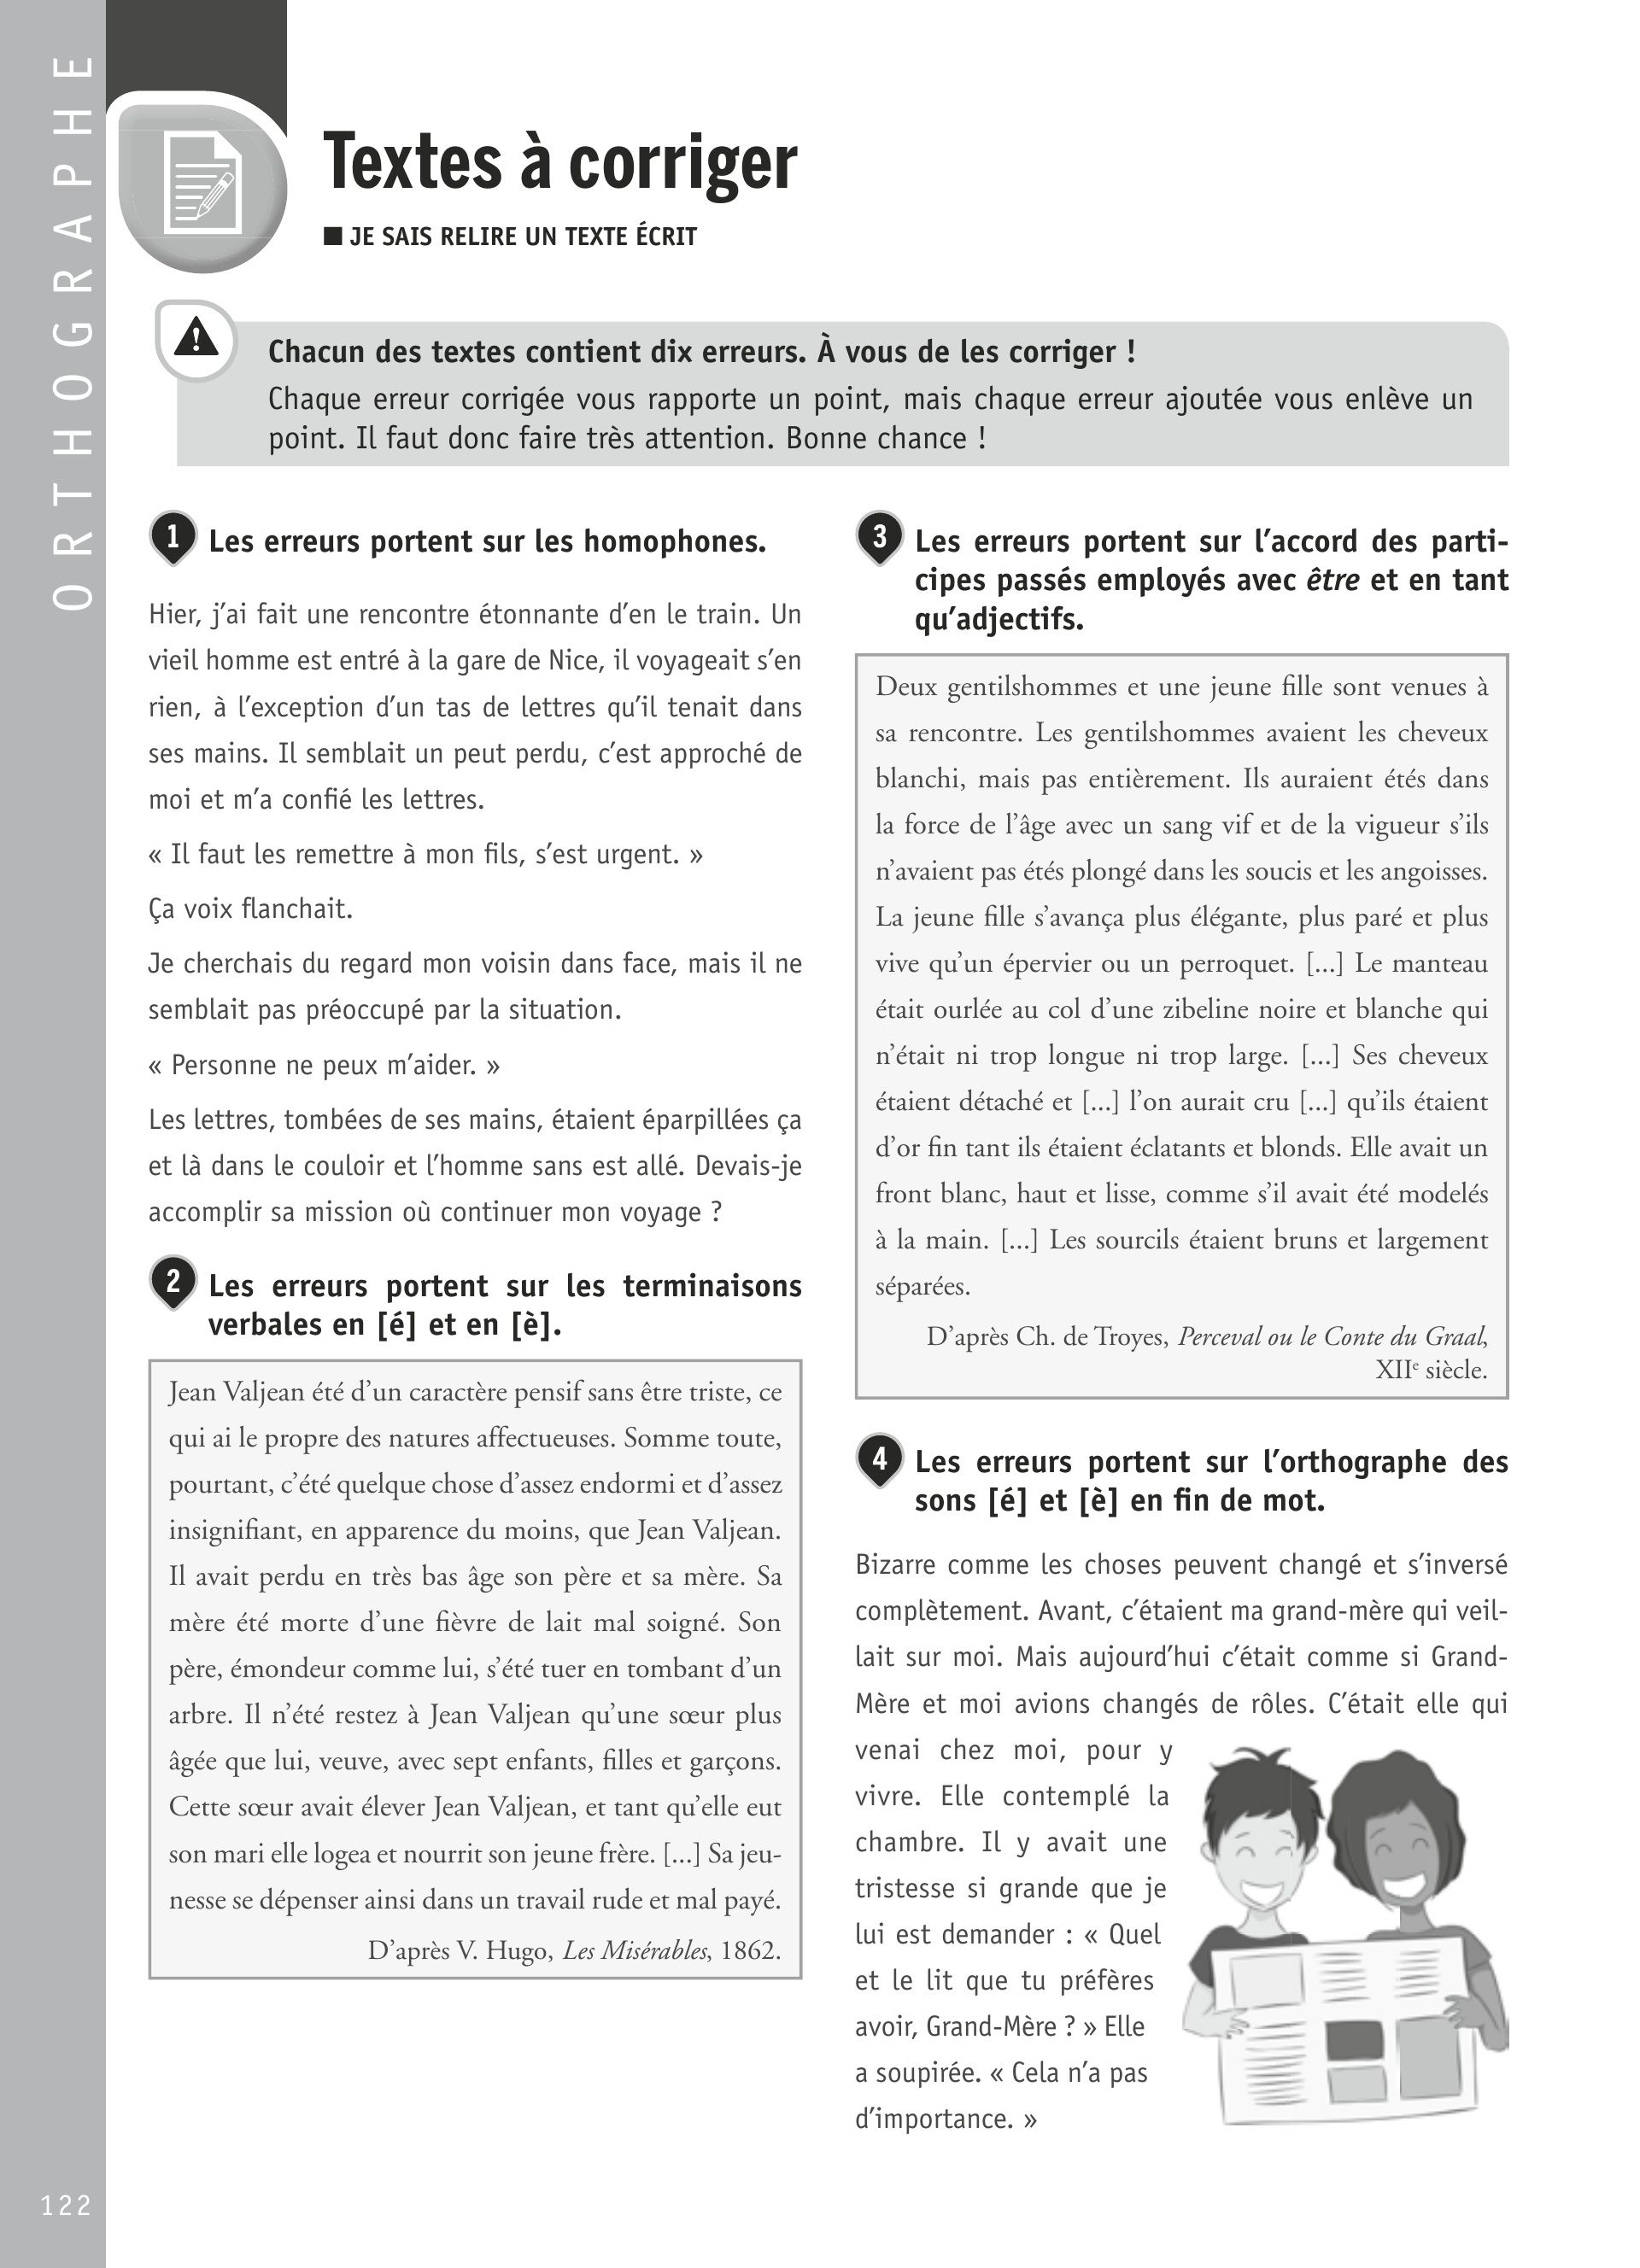 ORTHOGRAPHE
Textes à corriger
■ JE SAIS RELIRE UN TEXTE ÉCRIT
!
Chacun des textes contient dix erreurs. À vous de les corriger !
Chaque erreur corrigée vous rapporte un point, mais chaque erreur ajoutée vous enlève un
point. Il faut donc faire très attention. Bonne chance !
1 Les erreurs portent sur les homophones.
Hier, j’ai fait une rencontre étonnante d’en le train. Un
vieil homme est entré à la gare de Nice, il voyageait s’en
rien, à l’exception d’un tas de lettres qu’il tenait dans
ses mains. Il semblait un peut perdu, c’est approché de
moi et m’a confié les lettres.
« Il faut les remettre à mon fils, s’est urgent. »
Ça voix flanchait.
Je cherchais du regard mon voisin dans face, mais il ne
semblait pas préoccupé par la situation.
« Personne ne peux m’aider. »
Les lettres, tombées de ses mains, étaient éparpillées ça
et là dans le couloir et l’homme sans est allé. Devais-je
accomplir sa mission où continuer mon voyage ?
2 Les erreurs portent sur les terminaisons
verbales en [é] et en [è].
Jean Valjean été d’un caractère pensif sans être triste, ce
qui ai le propre des natures affectueuses. Somme toute,
pourtant, c’été quelque chose d’assez endormi et d’assez
insignifiant, en apparence du moins, que Jean Valjean.
Il avait perdu en très bas âge son père et sa mère. Sa
mère été morte d’une fièvre de lait mal soigné. Son
père, émondeur comme lui, s’été tuer en tombant d’un
arbre. Il n’été restez à Jean Valjean qu’une sœur plus
âgée que lui, veuve, avec sept enfants, filles et garçons.
Cette sœur avait élever Jean Valjean, et tant qu’elle eut
son mari elle logea et nourrit son jeune frère. [...] Sa jeu-
nesse se dépenser ainsi dans un travail rude et mal payé.
D’après V. Hugo, Les Misérables, 1862.
3 Les erreurs portent sur l’accord des parti-
cipes passés employés avec être et en tant
qu’adjectifs.
Deux gentilshommes et une jeune fille sont venues à
sa rencontre. Les gentilshommes avaient les cheveux
blanchi, mais pas entièrement. Ils auraient étés dans
la force de l’âge avec un sang vif et de la vigueur s’ils
n’avaient pas étés plongé dans les soucis et les angoisses.
La jeune fille s’avança plus élégante, plus paré et plus
vive qu’un épervier ou un perroquet. [...] Le manteau
était ourlée au col d’une zibeline noire et blanche qui
n’était ni trop longue ni trop large. [...] Ses cheveux
étaient détaché et [...] l’on aurait cru [...] qu’ils étaient
d’or fin tant ils étaient éclatants et blonds. Elle avait un
front blanc, haut et lisse, comme s’il avait été modelés
à la main. [...] Les sourcils étaient bruns et largement
séparées.
D’après Ch. de Troyes, Perceval ou le Conte du Graal,
XIIe siècle.
4 Les erreurs portent sur l’orthographe des
sons [é] et [è] en fin de mot.
Bizarre comme les choses peuvent changé et s’inversé
complètement. Avant, c’étaient ma grand-mère qui veil-
lait sur moi. Mais aujourd’hui c’était comme si Grand-
Mère et moi avions changés de rôles. C’était elle qui
venai chez moi, pour y
vivre. Elle contemplé la
chambre. Il y avait une
tristesse si grande que je
lui est demander : « Quel
et le lit que tu préfères
avoir, Grand-Mère ? » Elle
a soupirée. « Cela n’a pas
d’importance. »
122